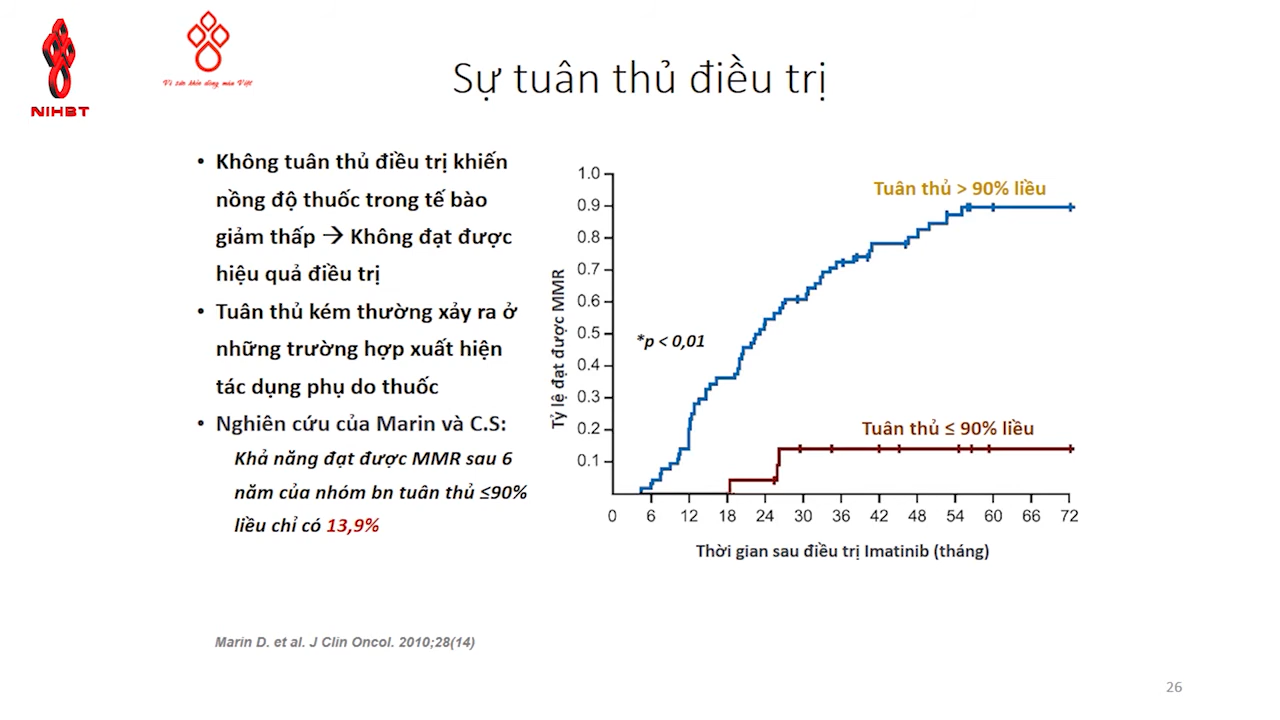 NIHBT
Vì sức khỏe dòng máu Việt
Sự tuân thủ điều trị
• Không tuân thủ điều trị khiến
nồng độ thuốc trong tế bào
giảm thấp → Không đạt được
hiệu quả điều trị
• Tuân thủ kém thường xảy ra ở
những trường hợp xuất hiện
tác dụng phụ do thuốc
• Nghiên cứu của Marin và C.S:
Khả năng đạt được MMR sau 6
năm của nhóm bn tuân thủ ≤90%
liều chỉ có 13,9%
Tỷ lệ đạt được MMR
1.0
0.9
0.8
0.7
0.6
0.5
0.4
0.3
0.2
0.1
Tuân thủ > 90% liều
*p < 0,01
Tuân thủ ≤ 90% liều
0 6 12 18 24 30 36 42 48 54 60 66 72
Thời gian sau điều trị Imatinib (tháng)
Marin D. et al. J Clin Oncol. 2010;28(14)
26